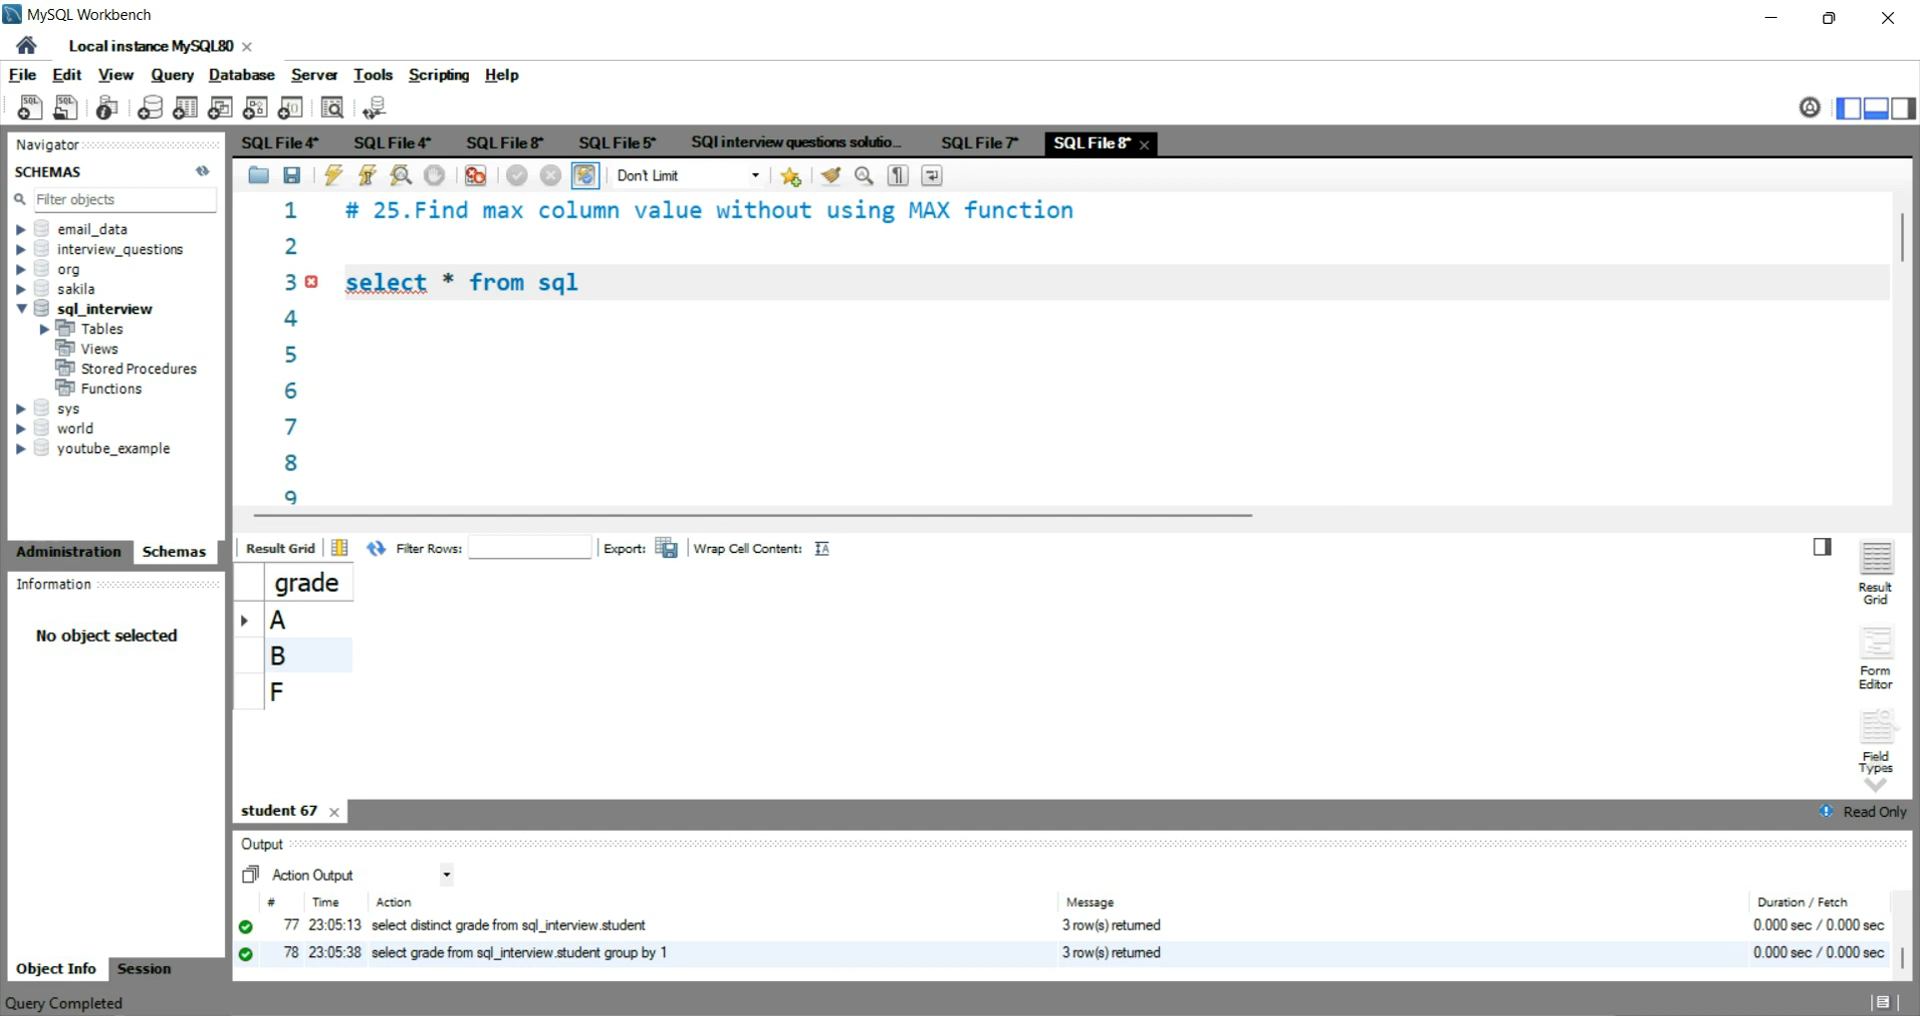 MySQL Workbench
Local instance MySQL80
File Edit View Query Database Server Tools Scripting Help
Navigator
SCHEMAS
Filter objects
email_data
interview_questions
org
sakila
sql_interview
Tables
Views
Stored Procedures
Functions
sys
world
youtube_example
Administration Schemas
Information
No object selected
Object Info Session
SQL File 4* SQL File 4* SQL File 8* SQL File 5* SQl interview questions solutio... SQL File 7* SQL File 8*
Don't Limit
1 # 25.Find max column value without using MAX function
2
3 select * from sql
4
5
6
7
8
9
Result Grid Filter Rows: Export: Wrap Cell Content:
grade
A
B
F
Result
Grid
Form
Editor
Field
Types
student 67 Read Only
Output
Action Output
# Time Action Message Duration / Fetch
77 23:05:13 select distinct grade from sql_interview.student 3 row(s) returned 0.000 sec / 0.000 sec
78 23:05:38 select grade from sql_interview.student group by 1 3 row(s) returned 0.000 sec / 0.000 sec
Query Completed